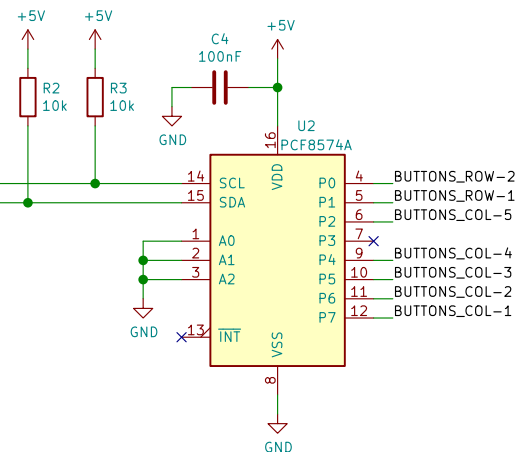 +5V
+5V
+5V
C4
100nF
R2
10k
R3
10k
GND
U2
PCF8574A
16
VDD
14
SCL
P0
4
BUTTONS_ROW-2
15
SDA
P1
5
BUTTONS_ROW-1
P2
6
BUTTONS_COL-5
1
A0
P3
7
2
A1
P4
9
BUTTONS_COL-4
3
A2
P5
10
BUTTONS_COL-3
P6
11
BUTTONS_COL-2
P7
12
BUTTONS_COL-1
GND
13
INT
VSS
8
GND